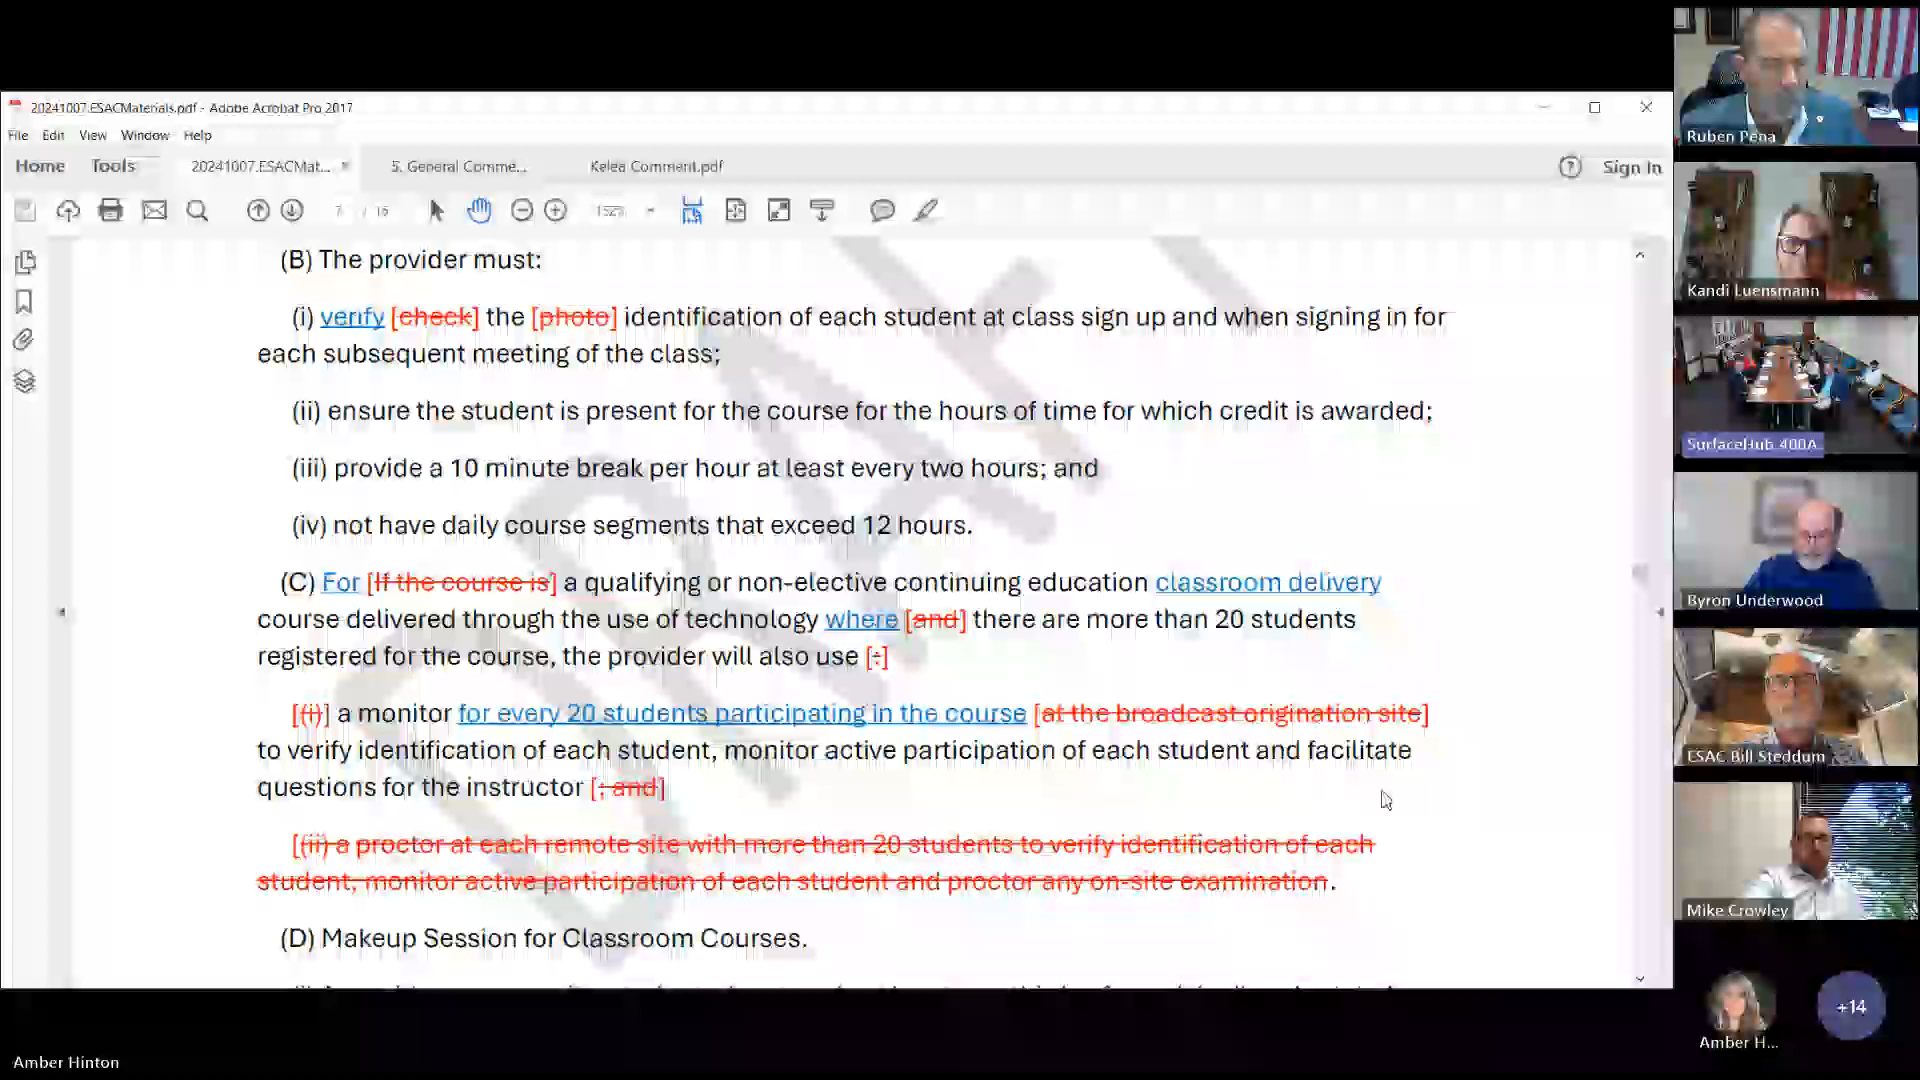 20241007.ESACMaterials.pdf - Adobe Acrobat Pro 2017
File Edit View Window Help
Home Tools 20241007.ESACMat... × 5. General Comme... Kelea Comment.pdf Sign In
7 / 16 152%
(B) The provider must:
(i) verify [check] the [photo] identification of each student at class sign up and when signing in for
each subsequent meeting of the class;
(ii) ensure the student is present for the course for the hours of time for which credit is awarded;
(iii) provide a 10 minute break per hour at least every two hours; and
(iv) not have daily course segments that exceed 12 hours.
(C) For [If the course is] a qualifying or non-elective continuing education classroom delivery
course delivered through the use of technology where [and] there are more than 20 students
registered for the course, the provider will also use [:]
[(i)] a monitor for every 20 students participating in the course [at the broadcast origination site]
to verify identification of each student, monitor active participation of each student and facilitate
questions for the instructor [; and]
[(ii) a proctor at each remote site with more than 20 students to verify identification of each
student, monitor active participation of each student and proctor any on-site examination.
(D) Makeup Session for Classroom Courses.
DRAFT
Ruben Pena
Kandi Luensmann
SurfaceHub 400A
Byron Underwood
ESAC Bill Steddum
Mike Crowley
Amber H...
+14
Amber Hinton